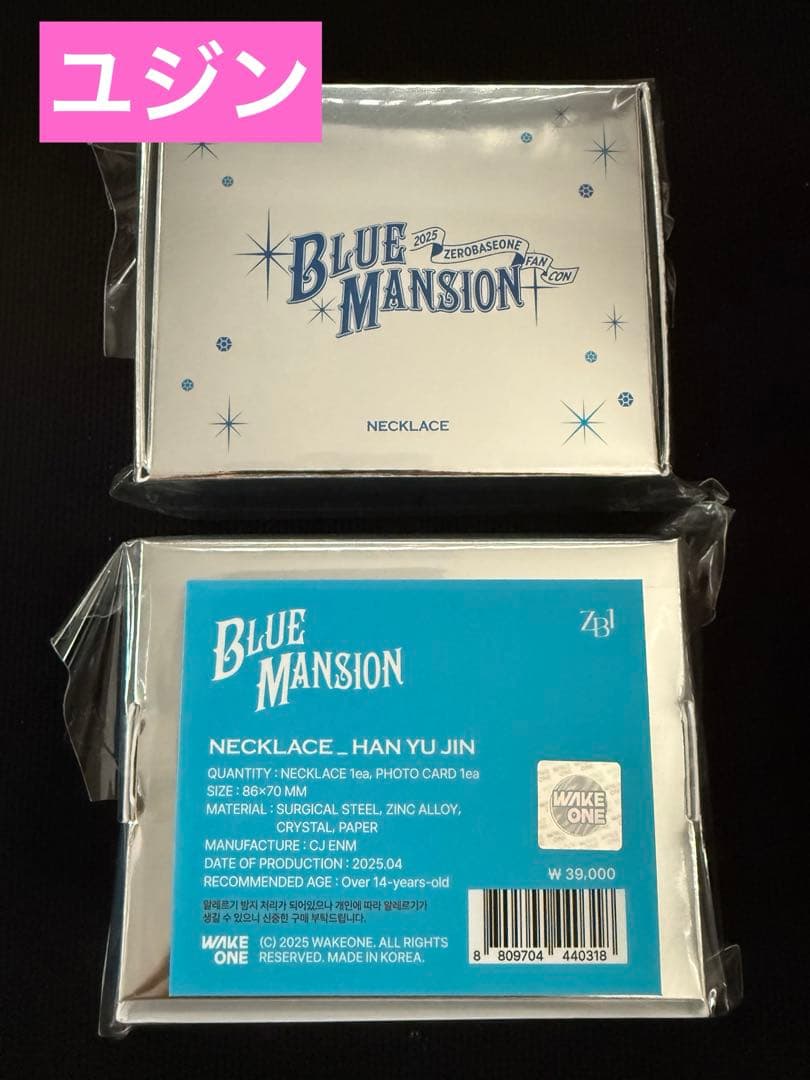 ユジン
BLUE
MANSION
2025 ZEROBASEONE FAN CON
NECKLACE
BLUE
MANSION
ZB1
NECKLACE_HAN YU JIN
QUANTITY : NECKLACE 1ea, PHOTO CARD 1ea
SIZE : 86×70 MM
MATERIAL : SURGICAL STEEL, ZINC ALLOY,
CRYSTAL, PAPER
MANUFACTURE : CJ ENM
DATE OF PRODUCTION : 2025.04
RECOMMENDED AGE : Over 14-years-old
WAKE
ONE
₩ 39,000
알레르기 방지 처리가 되어있으나 개인에 따라 알레르기가
생길 수 있으니 신중한 구매 부탁드립니다.
WAKE
ONE
(C) 2025 WAKEONE. ALL RIGHTS
RESERVED. MADE IN KOREA.
8 809704 440318